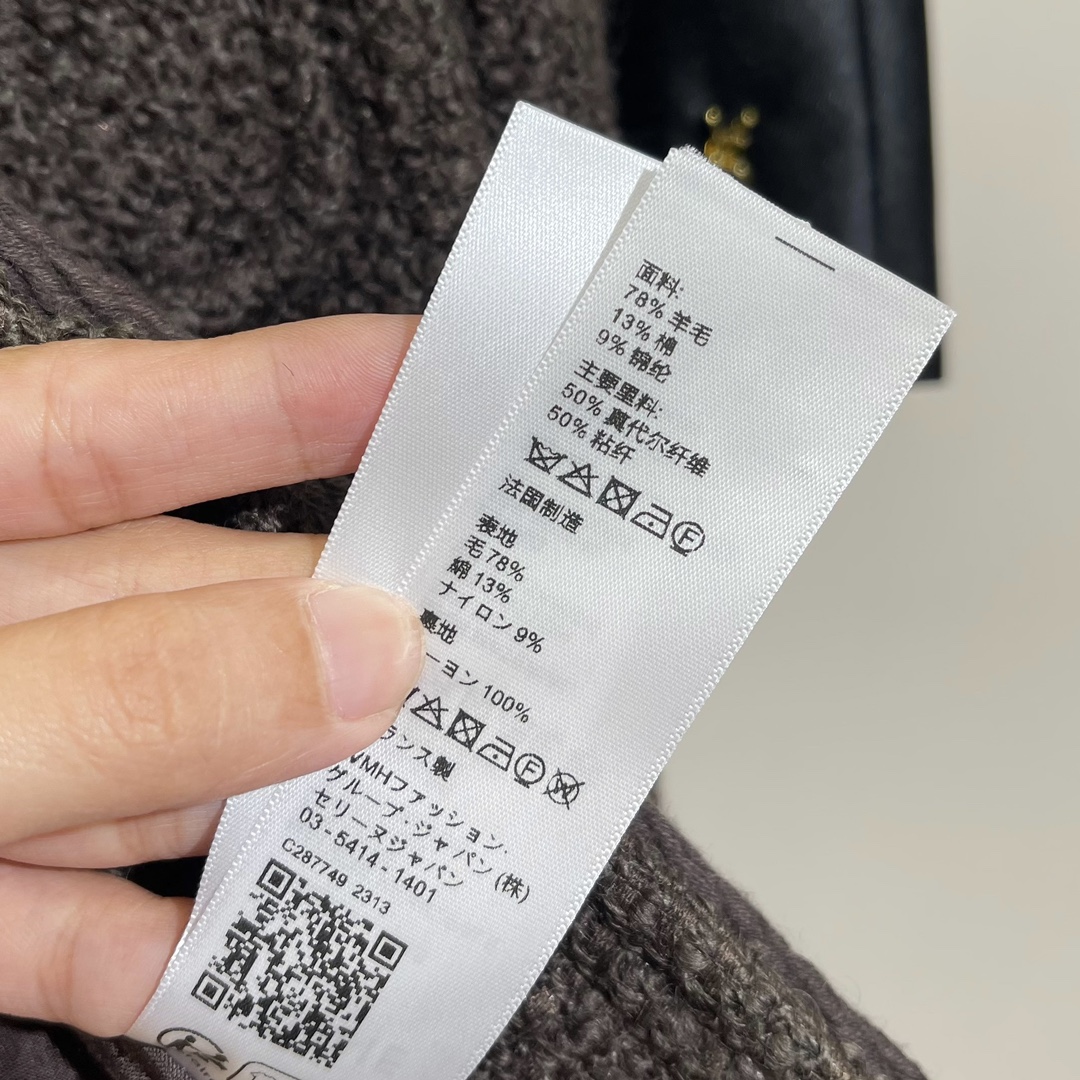 面料:
78% 羊毛
13% 棉
9% 锦纶
主要里料:
50% 莫代尔纤维
50% 粘纤
F
法国制造
表地
毛 78%
綿 13%
ナイロン 9%
裏地
ーヨン 100%
F W
ランス製
VMHファッション・
グループ・ジャパン (株)
セリーヌジャパン
03-5414-1401
C287749 2313